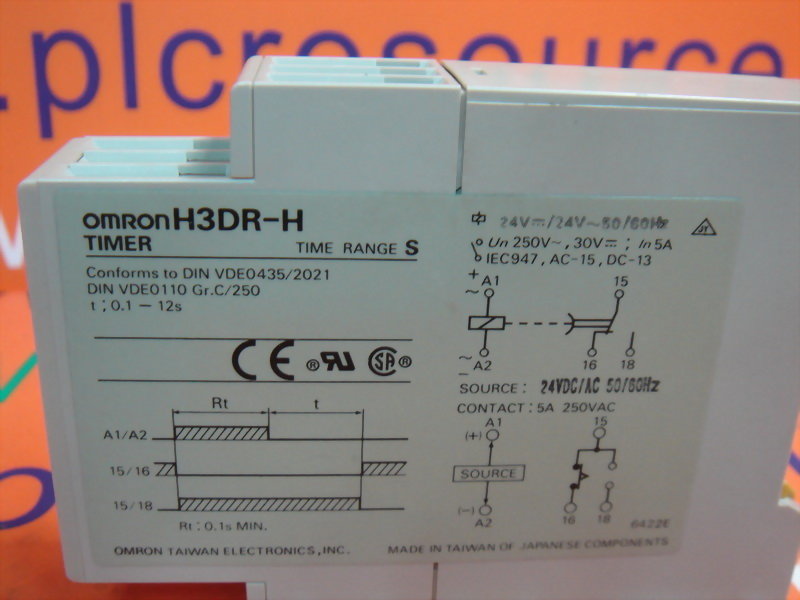 .plcresource
omron H3DR-H
TIMER TIME RANGE S
Conforms to DIN VDE0435/2021
DIN VDE0110 Gr.C/250
t ; 0.1 — 12s
CE ® RU SA ®
Rt t
A1/A2
15/16
15/18
Rt ; 0.1s MIN.
24V⎓/24V~50/60Hz
Un 250V~, 30V⎓ ; In 5A
IEC947, AC-15, DC-13
+
~ A1 15
~ A2 16 18
−
SOURCE : 24VDC/AC 50/60Hz
CONTACT : 5A 250VAC
A1 15
(+)
SOURCE
(−)
A2 16 18
6422E
OMRON TAIWAN ELECTRONICS, INC. MADE IN TAIWAN OF JAPANESE COMPONENTS